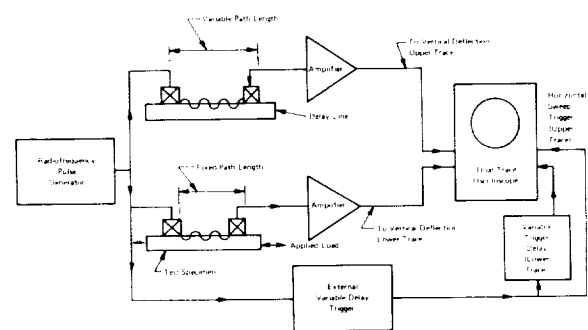 Variable Path Length
To Vertical Deflection
Upper Trace
Amplifier
Delay Line
Horizontal
Sweep
Trigger
(Upper
Trace)
Dual Trace
Oscilloscope
Radiofrequency
Pulse
Generator
Fixed Path Length
Amplifier
Applied Load
To Vertical Deflection
Lower Trace
Test Specimen
Variable
Trigger
Delay
(Lower
Trace)
External
Variable Delay
Trigger